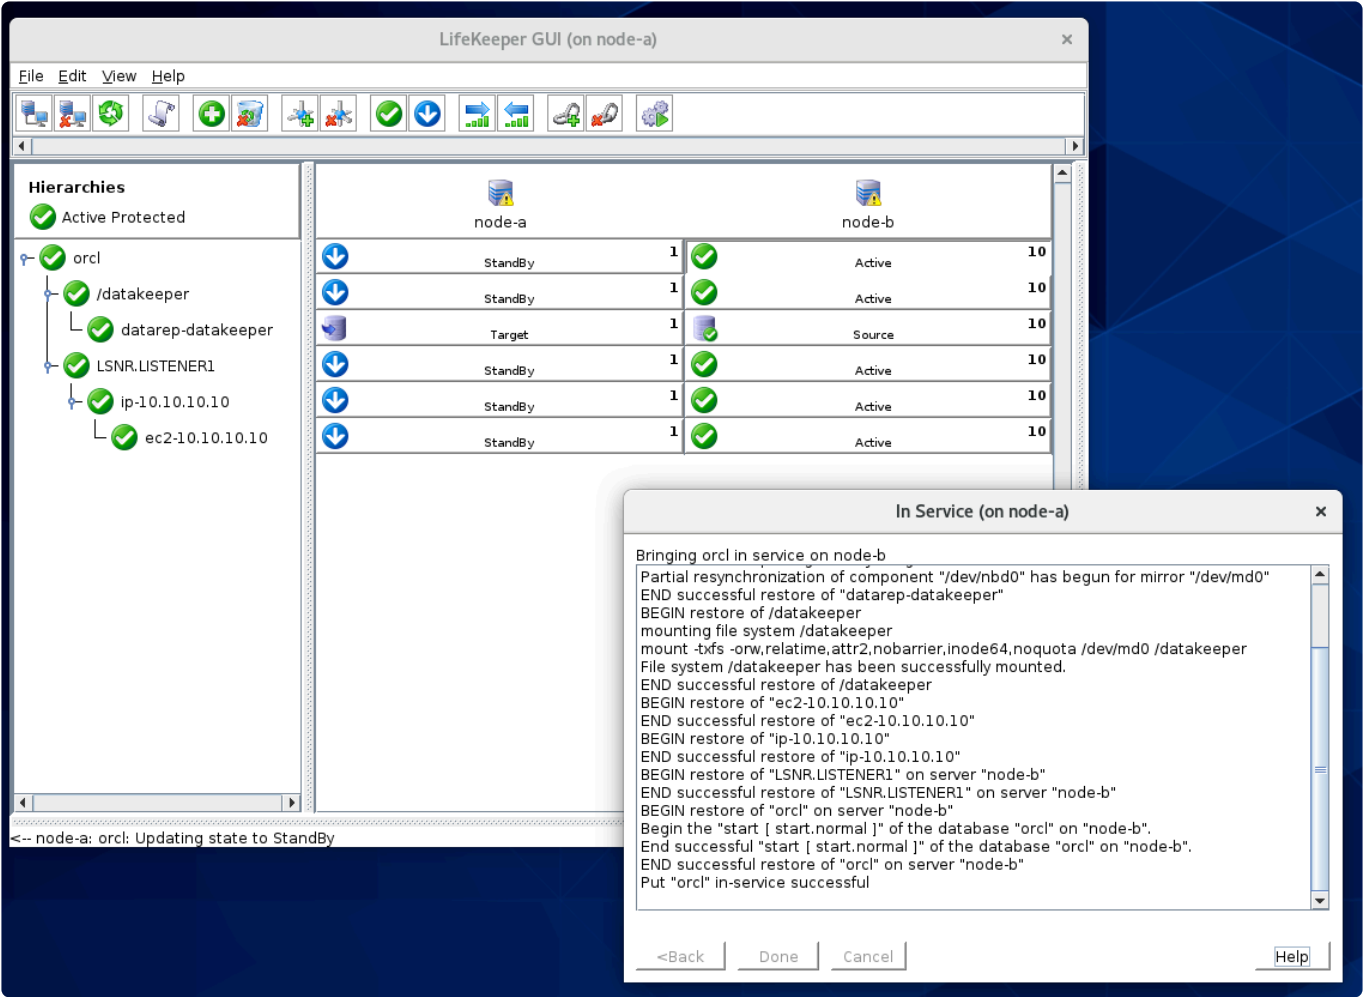 LifeKeeper GUI (on node-a)
File Edit View Help
Hierarchies
Active Protected
node-a
node-b
orcl
StandBy 1
Active 10
/datakeeper
StandBy 1
Active 10
datarep-datakeeper
Target 1
Source 10
LSNR.LISTENER1
StandBy 1
Active 10
ip-10.10.10.10
StandBy 1
Active 10
ec2-10.10.10.10
StandBy 1
Active 10
<-- node-a: orcl: Updating state to StandBy
In Service (on node-a)
Bringing orcl in service on node-b
Partial resynchronization of component "/dev/nbd0" has begun for mirror "/dev/md0"
END successful restore of "datarep-datakeeper"
BEGIN restore of /datakeeper
mounting file system /datakeeper
mount -txfs -orw,relatime,attr2,nobarrier,inode64,noquota /dev/md0 /datakeeper
File system /datakeeper has been successfully mounted.
END successful restore of /datakeeper
BEGIN restore of "ec2-10.10.10.10"
END successful restore of "ec2-10.10.10.10"
BEGIN restore of "ip-10.10.10.10"
END successful restore of "ip-10.10.10.10"
BEGIN restore of "LSNR.LISTENER1" on server "node-b"
END successful restore of "LSNR.LISTENER1" on server "node-b"
BEGIN restore of "orcl" on server "node-b"
Begin the "start [ start.normal ]" of the database "orcl" on "node-b".
End successful "start [ start.normal ]" of the database "orcl" on "node-b".
END successful restore of "orcl" on server "node-b"
Put "orcl" in-service successful
<Back Done Cancel Help